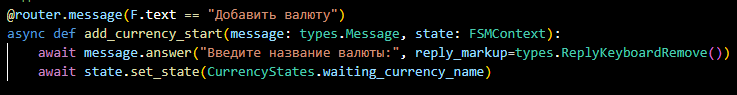 @router.message(F.text == "Добавить валюту")
async def add_currency_start(message: types.Message, state: FSMContext):
    await message.answer("Введите название валюты:", reply_markup=types.ReplyKeyboardRemove())
    await state.set_state(CurrencyStates.waiting_currency_name)